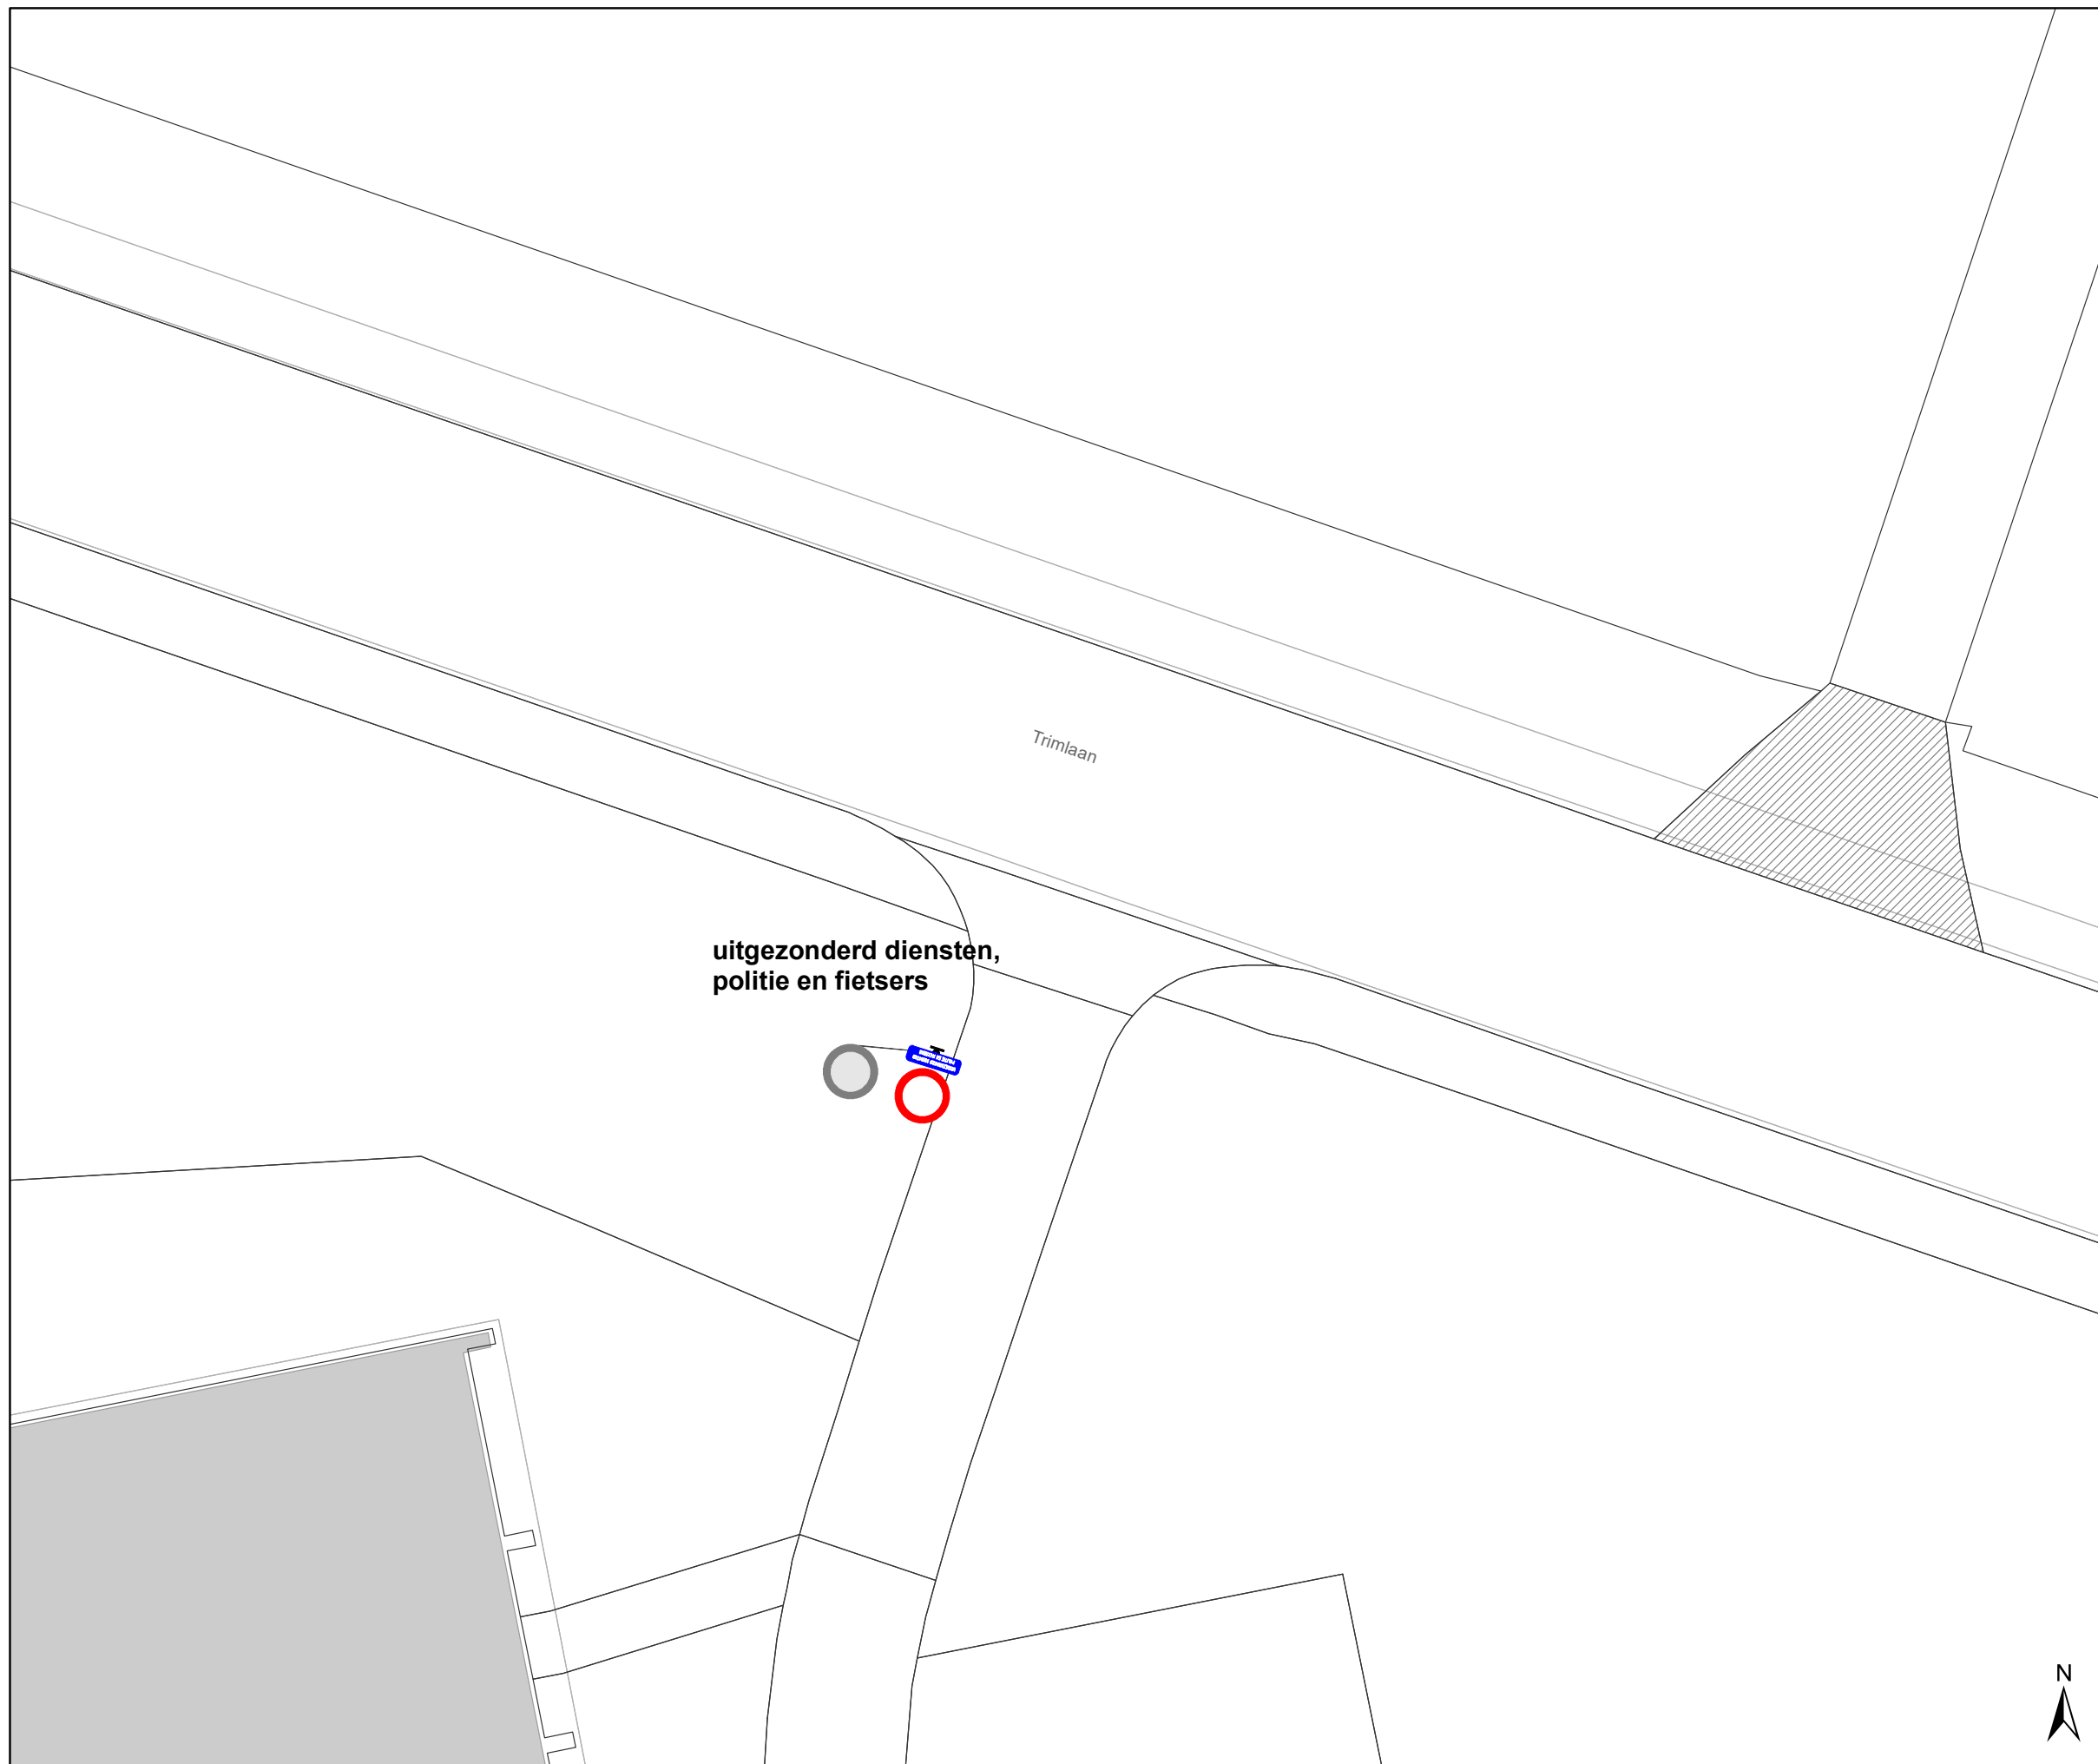 Trimlaan
uitgezonderd diensten,
politie en fietsers
N